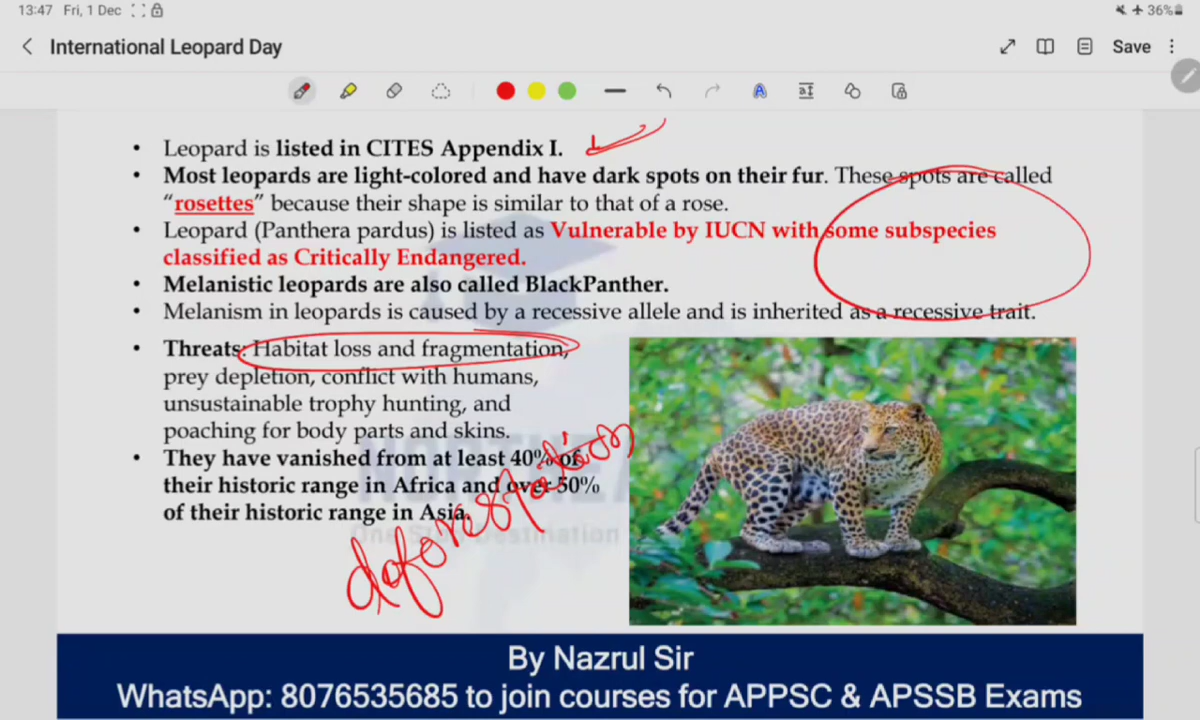 13:47 Fri, 1 Dec
36%
International Leopard Day
Save
• Leopard is listed in CITES Appendix I.
• Most leopards are light-colored and have dark spots on their fur. These spots are called
“rosettes” because their shape is similar to that of a rose.
• Leopard (Panthera pardus) is listed as Vulnerable by IUCN with some subspecies
classified as Critically Endangered.
• Melanistic leopards are also called BlackPanther.
• Melanism in leopards is caused by a recessive allele and is inherited as a recessive trait.
• Threats: Habitat loss and fragmentation,
prey depletion, conflict with humans,
unsustainable trophy hunting, and
poaching for body parts and skins.
• They have vanished from at least 40% of
their historic range in Africa and over 50%
of their historic range in Asia.
deforestation
Destination
By Nazrul Sir
WhatsApp: 8076535685 to join courses for APPSC & APSSB Exams